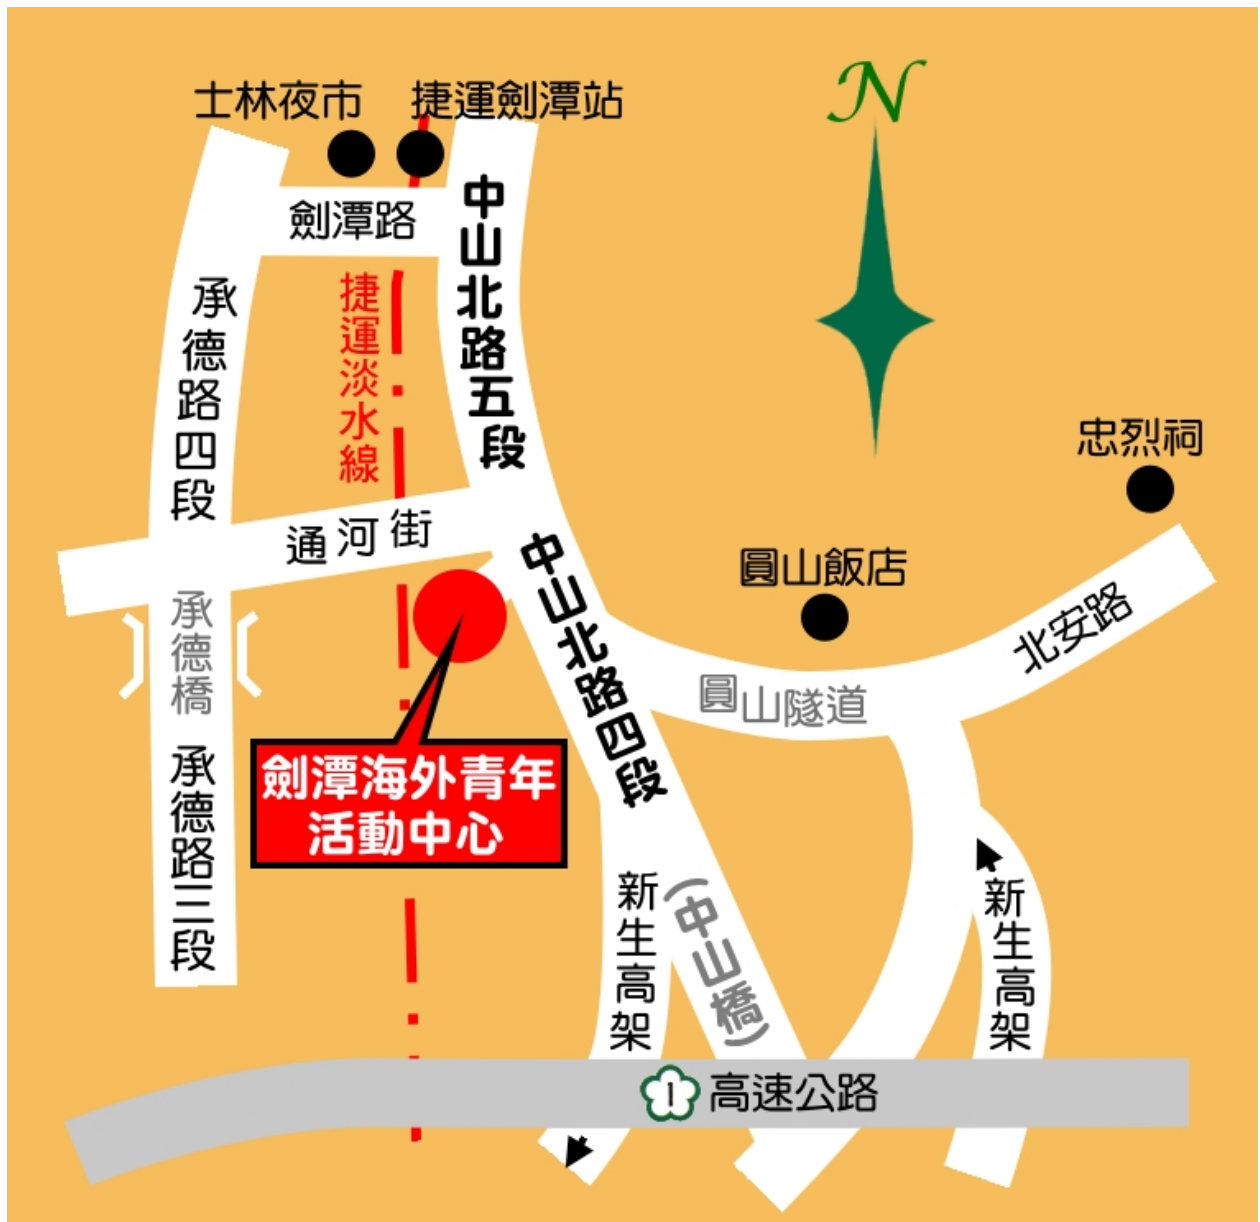 士林夜市
捷運劍潭站
N
劍潭路
中山北路五段
承德路四段
捷運淡水線
忠烈祠
通河街
圓山飯店
中山北路四段
北安路
承德橋
圓山隧道
劍潭海外青年
活動中心
承德路三段
新生高架
(中山橋)
新生高架
1
高速公路